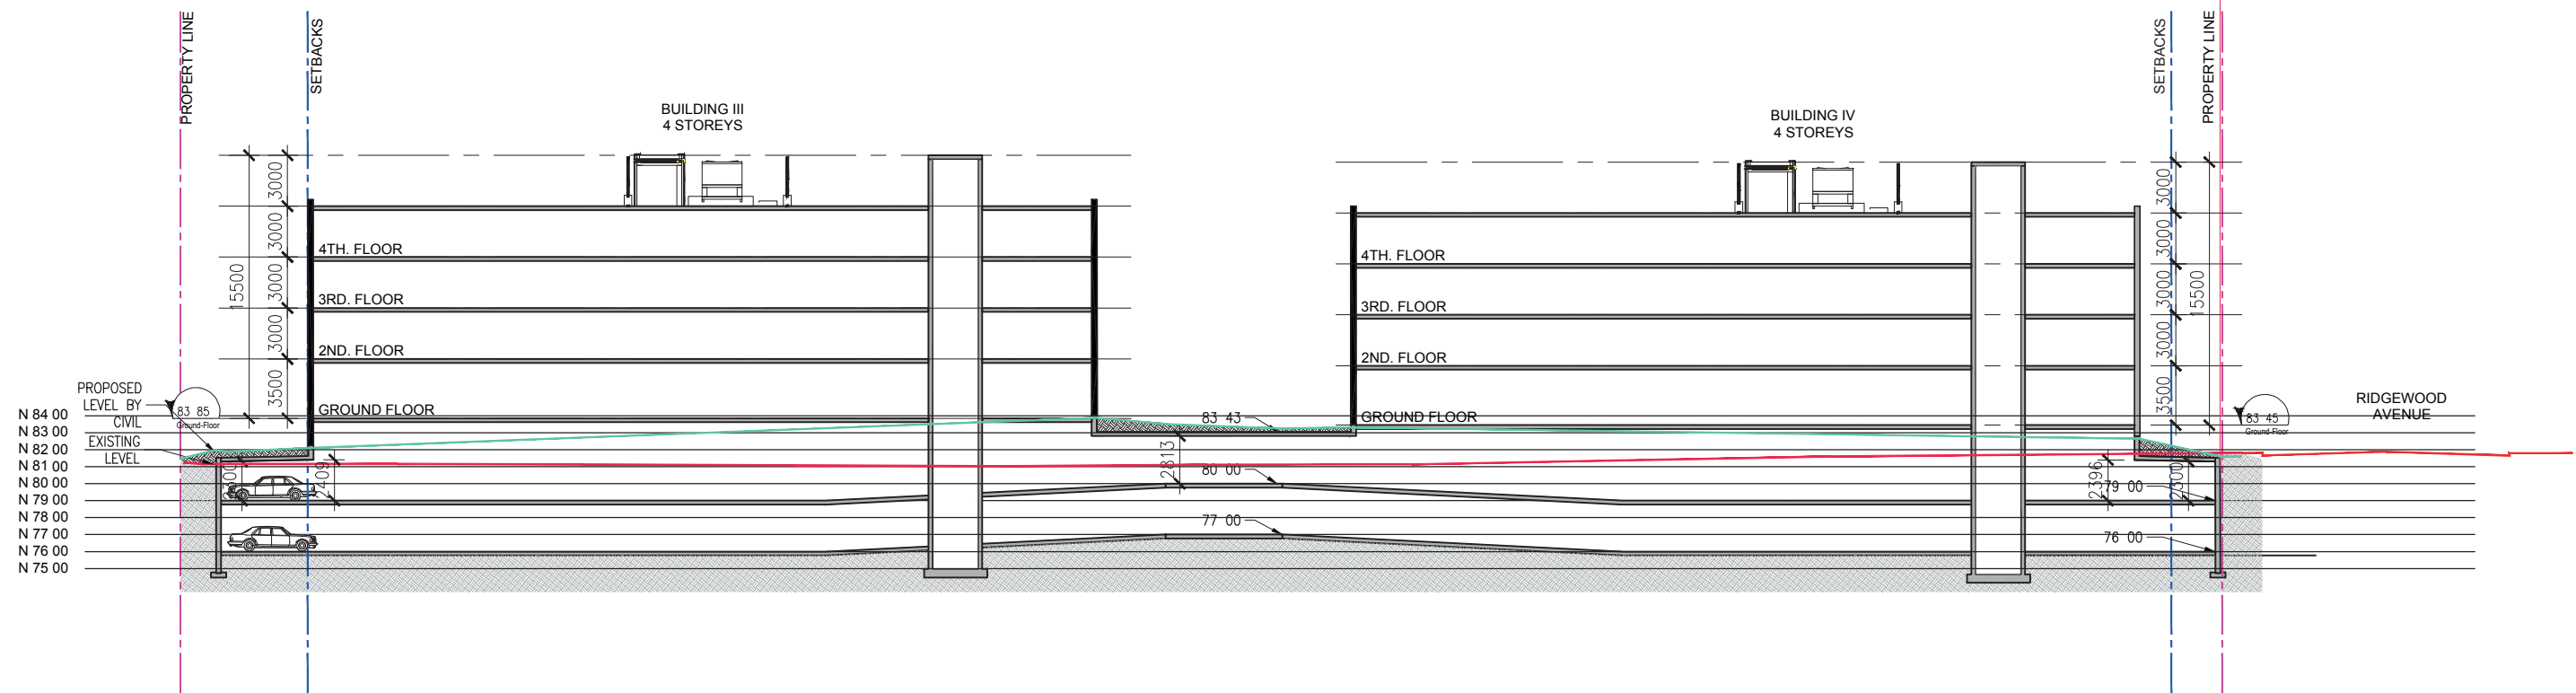 PROPERTY LINE
SETBACKS
SETBACKS
PROPERTY LINE
BUILDING III
4 STOREYS
BUILDING IV
4 STOREYS
3000
3000
3000
3000
3500
15500
4TH. FLOOR
3RD. FLOOR
2ND. FLOOR
GROUND FLOOR
4TH. FLOOR
3RD. FLOOR
2ND. FLOOR
GROUND FLOOR
3000
3000
3000
3000
3500
15500
PROPOSED
LEVEL BY
CIVIL
EXISTING
LEVEL
83 85
Ground-Floor
83 43
83 45
Ground-Floor
RIDGEWOOD
AVENUE
N 84 00
N 83 00
N 82 00
N 81 00
N 80 00
N 79 00
N 78 00
N 77 00
N 76 00
N 75 00
2813
80 00
77 00
2396
2300
79 00
76 00